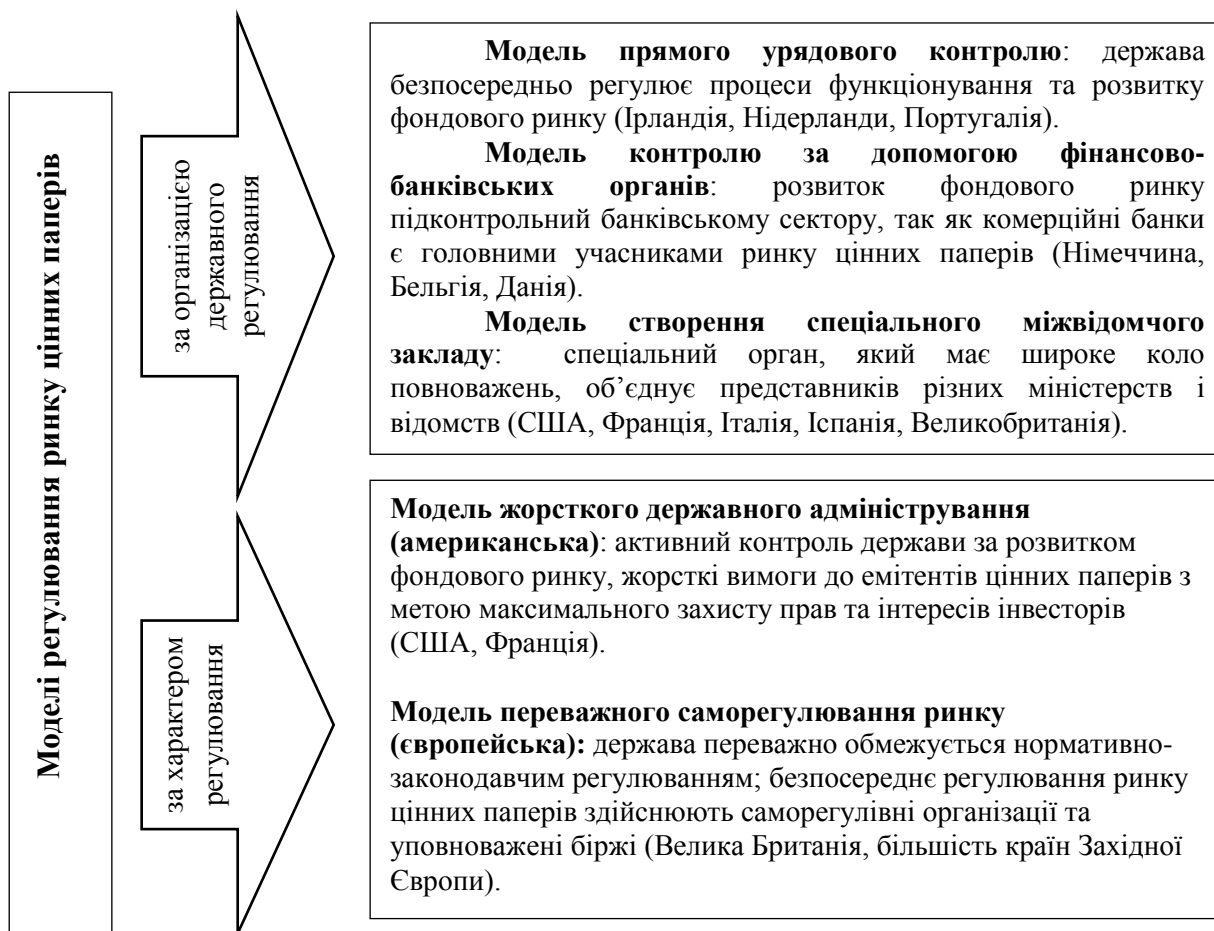 Моделі регулювання ринку цінних паперів
за організацією
державного
регулювання
Модель прямого урядового контролю: держава
безпосередньо регулює процеси функціонування та розвитку
фондового ринку (Ірландія, Нідерланди, Португалія).
Модель контролю за допомогою фінансово-
банківських органів: розвиток фондового ринку
підконтрольний банківському сектору, так як комерційні банки
є головними учасниками ринку цінних паперів (Німеччина,
Бельгія, Данія).
Модель створення спеціального міжвідомчого
закладу: спеціальний орган, який має широке коло
повноважень, об’єднує представників різних міністерств і
відомств (США, Франція, Італія, Іспанія, Великобританія).
за характером
регулювання
Модель жорсткого державного адміністрування
(американська): активний контроль держави за розвитком
фондового ринку, жорсткі вимоги до емітентів цінних паперів з
метою максимального захисту прав та інтересів інвесторів
(США, Франція).
Модель переважного саморегулювання ринку
(європейська): держава переважно обмежується нормативно-
законодавчим регулюванням; безпосереднє регулювання ринку
цінних паперів здійснюють саморегулівні організації та
уповноважені біржі (Велика Британія, більшість країн Західної
Європи).